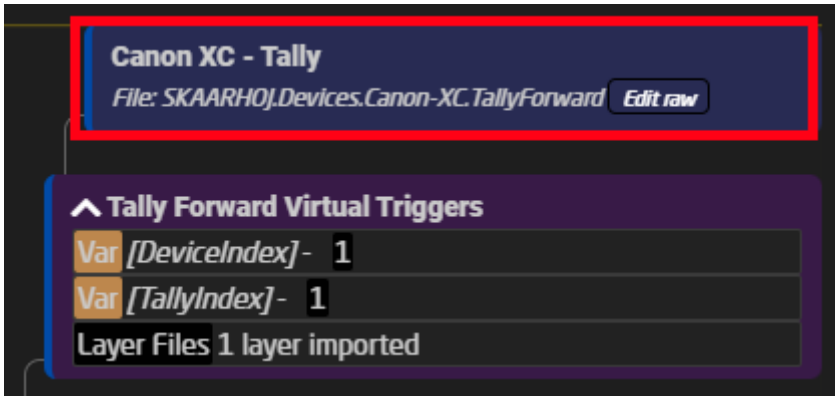 Canon XC - Tally
File: SKAARHOJ.Devices.Canon-XC.TallyForward Edit raw
Tally Forward Virtual Triggers
Var [DeviceIndex] - 1
Var [TallyIndex] - 1
Layer Files 1 layer imported